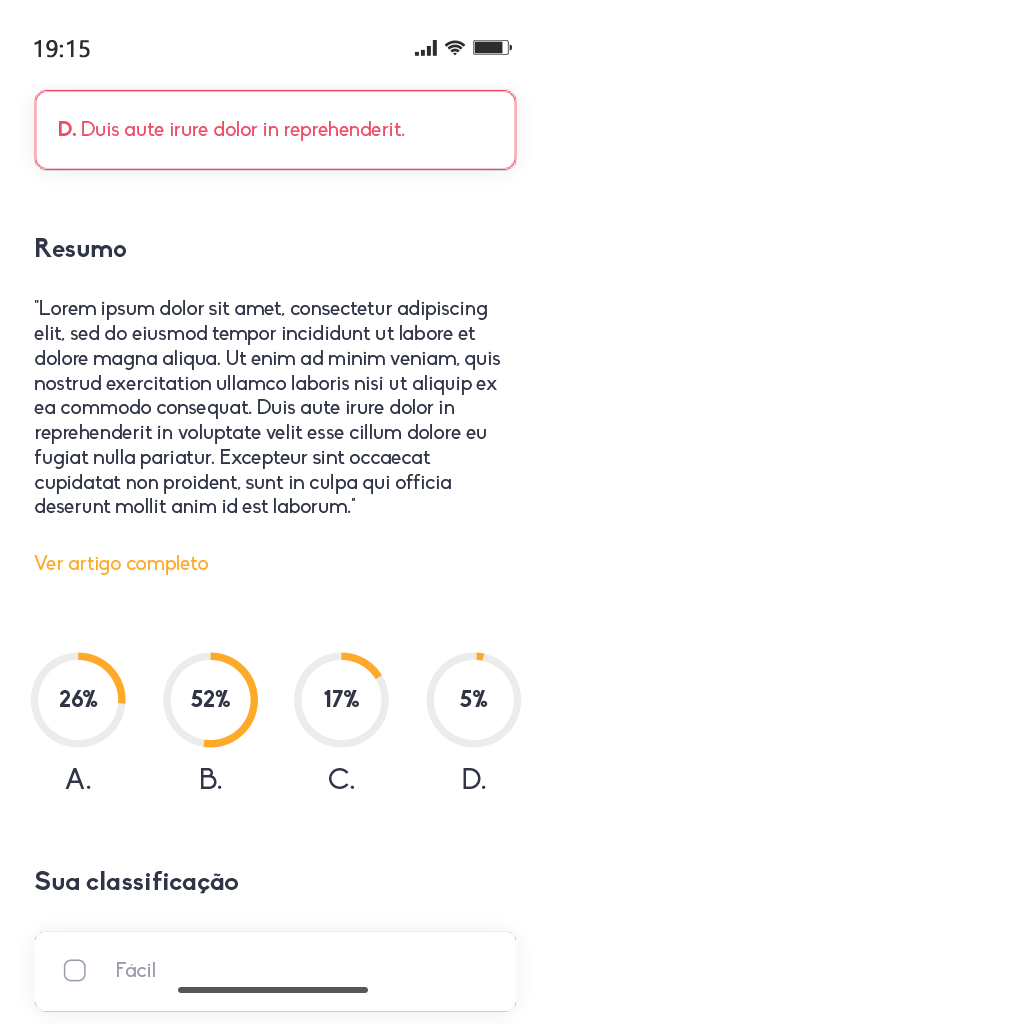 19:15
D. Duis aute irure dolor in reprehenderit.
Resumo
"Lorem ipsum dolor sit amet, consectetur adipiscing
elit, sed do eiusmod tempor incididunt ut labore et
dolore magna aliqua. Ut enim ad minim veniam, quis
nostrud exercitation ullamco laboris nisi ut aliquip ex
ea commodo consequat. Duis aute irure dolor in
reprehenderit in voluptate velit esse cillum dolore eu
fugiat nulla pariatur. Excepteur sint occaecat
cupidatat non proident, sunt in culpa qui officia
deserunt mollit anim id est laborum."
Ver artigo completo
26% 52% 17% 5%
A. B. C. D.
Sua classificação
Fácil